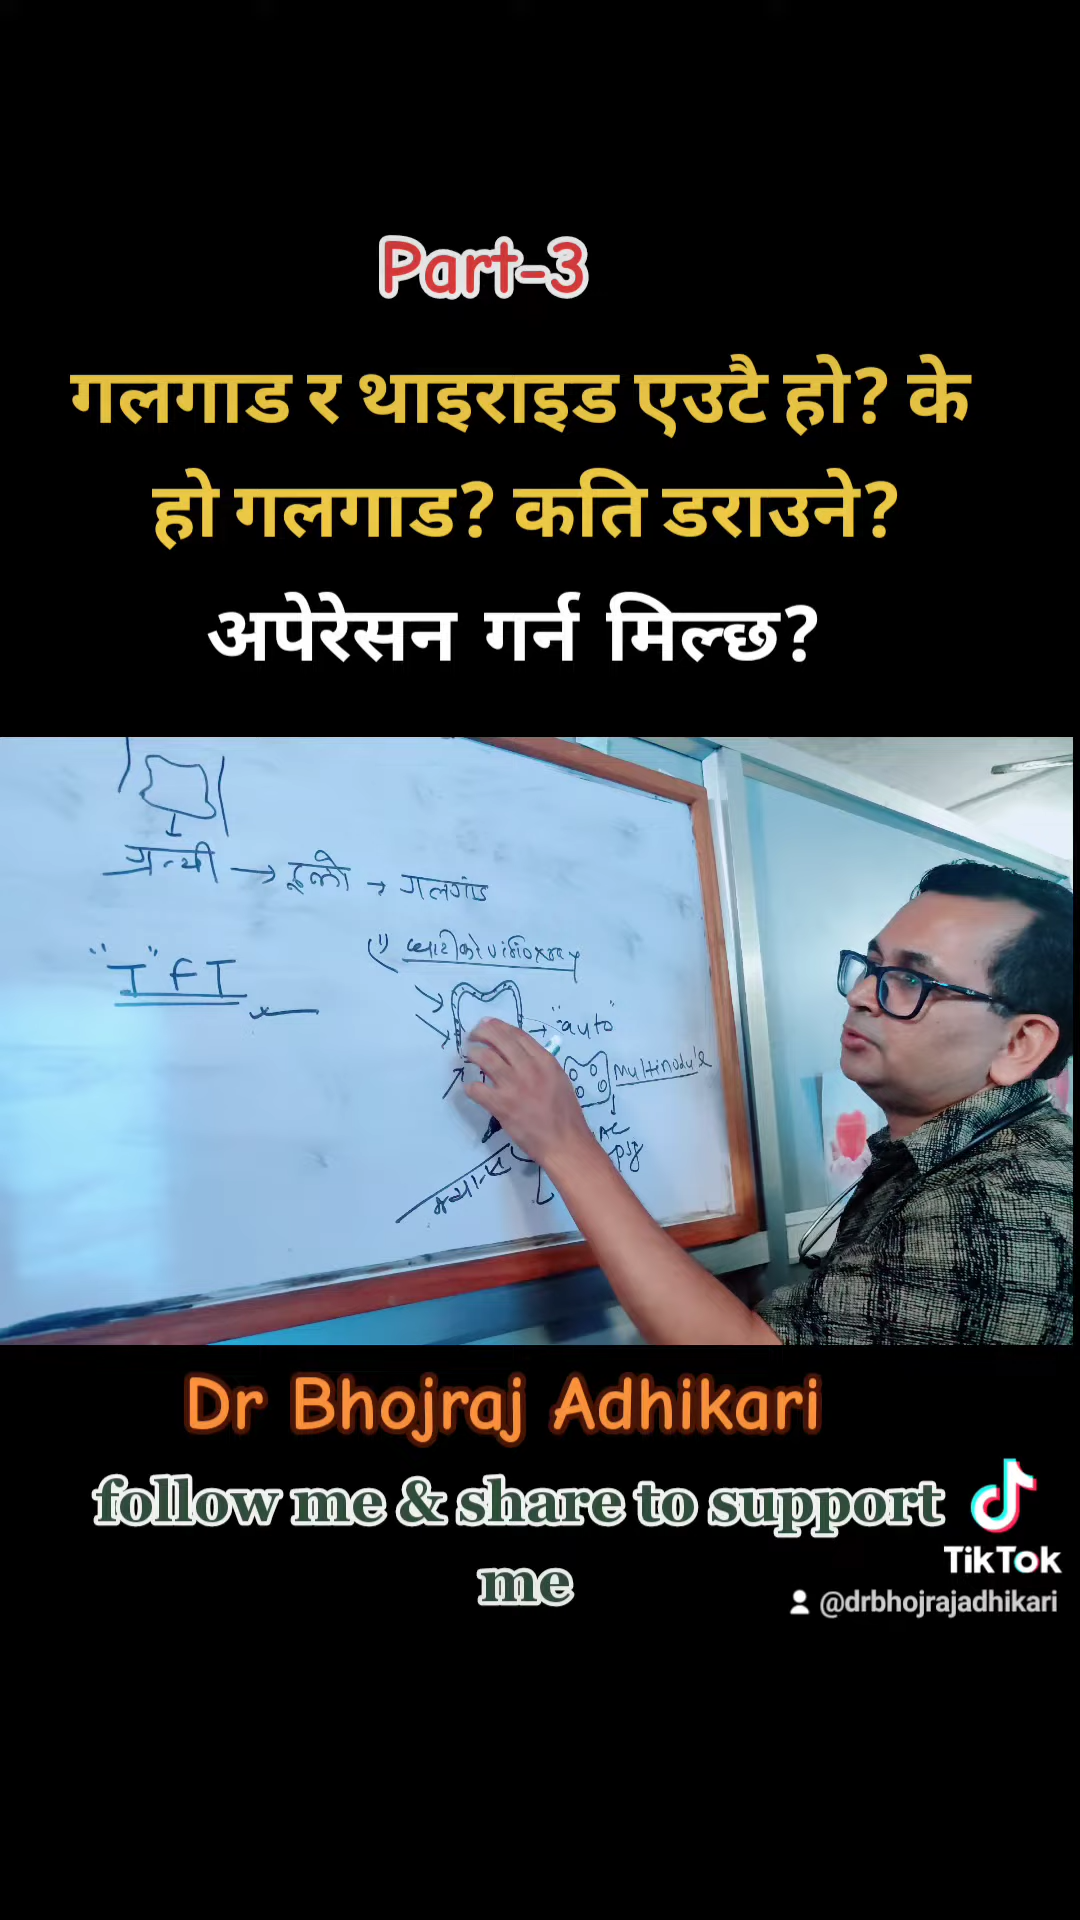 Part-3
गलगाड र थाइराइड एउटै हो? के
हो गलगाड? कति डराउने?
अपेरेसन गर्न मिल्छ?
ग्रन्थी → ठूलो → गलगांड
"T" FT
(1)
"auto"
Multinodule
Dr Bhojraj Adhikari
follow me & share to support
me
TikTok
@drbhojrajadhikari